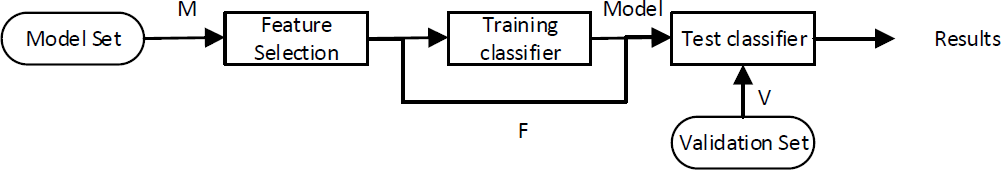 M
Model
Model Set
Feature
Selection
Training
classifier
Test classifier
Results
V
F
Validation Set